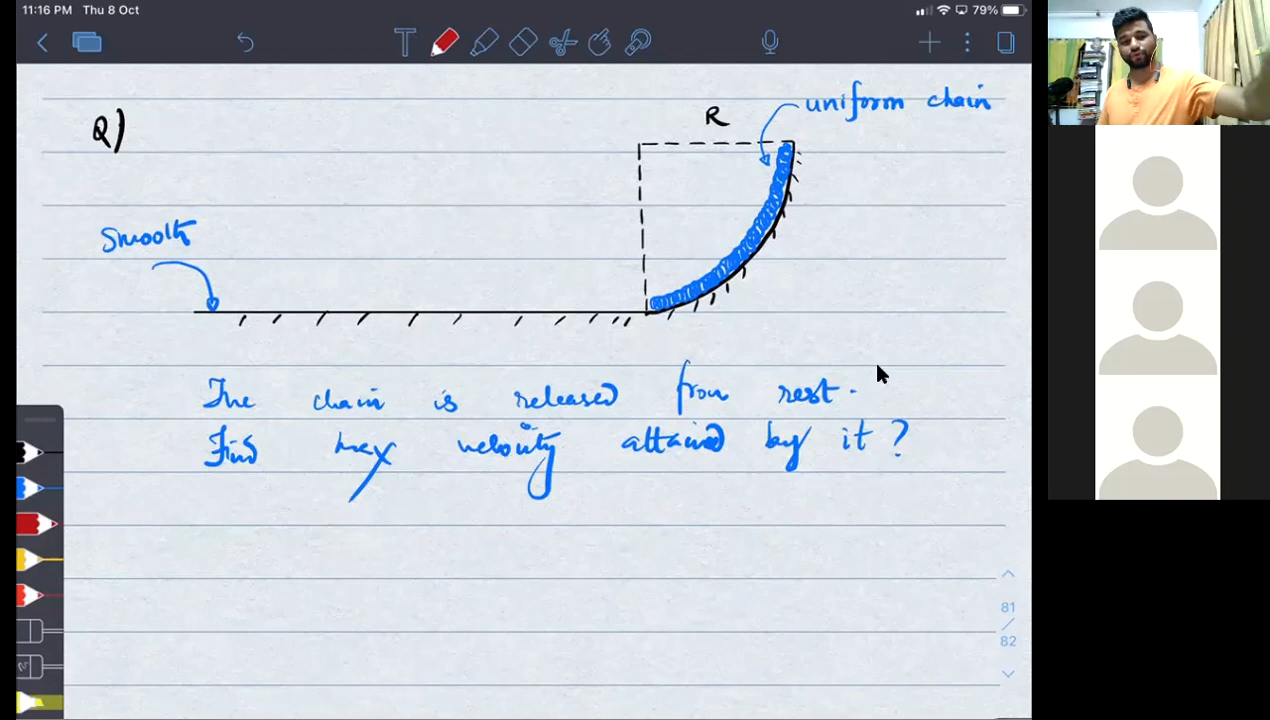 11:16 PM Thu 8 Oct
79%
T
Q)
R
uniform chain
Smooth
The chain is released from rest.
Find max velocity attained by it?
81
82